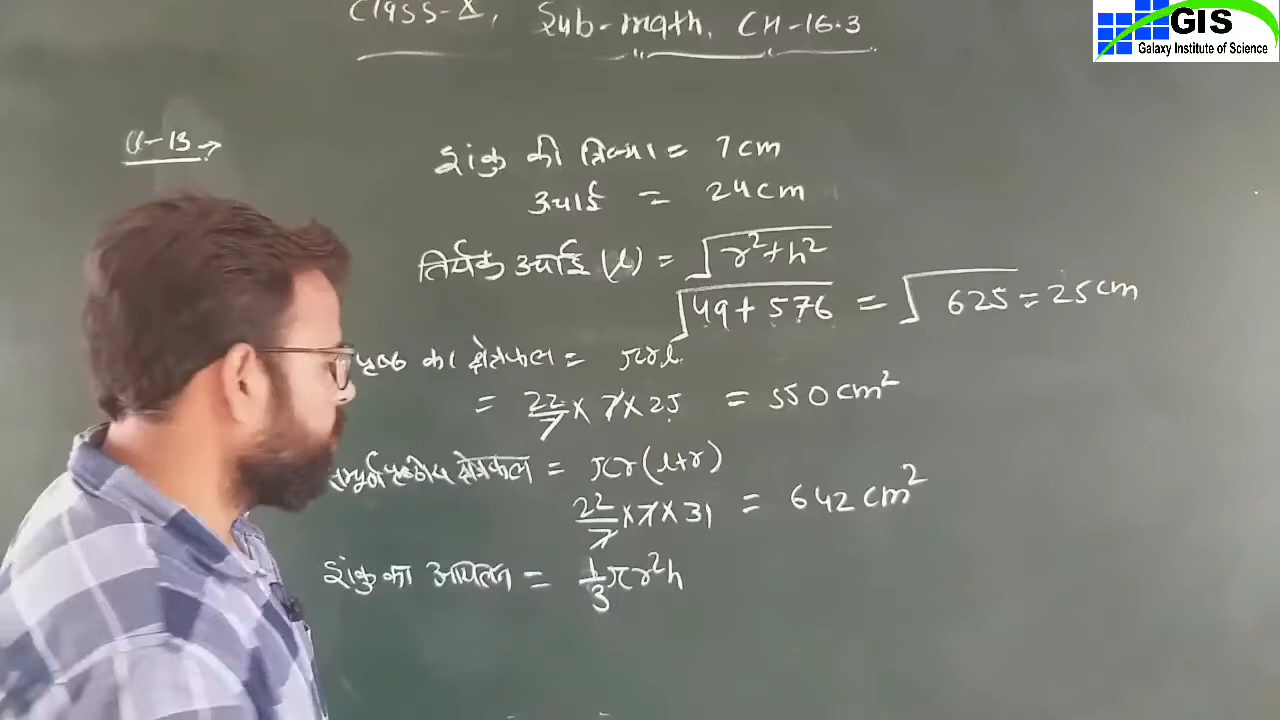 Class-X, Sub-math, CH-16.3
GIS
Galaxy Institute of Science
Q-13→
शंकु की त्रिज्या = 7cm
ऊचाई = 24cm
तिर्यक ऊचाई (l) = √r²+h²
√49+576 = √625 = 25cm
पृष्ठ का क्षेत्रफल = πrl
= 22/7 × 7 × 25 = 550cm²
सम्पूर्ण पृष्ठीय क्षेत्रफल = πr(l+r)
22/7 × 7 × 31 = 642 cm²
शंकु का आयतन = 1/3 πr²h